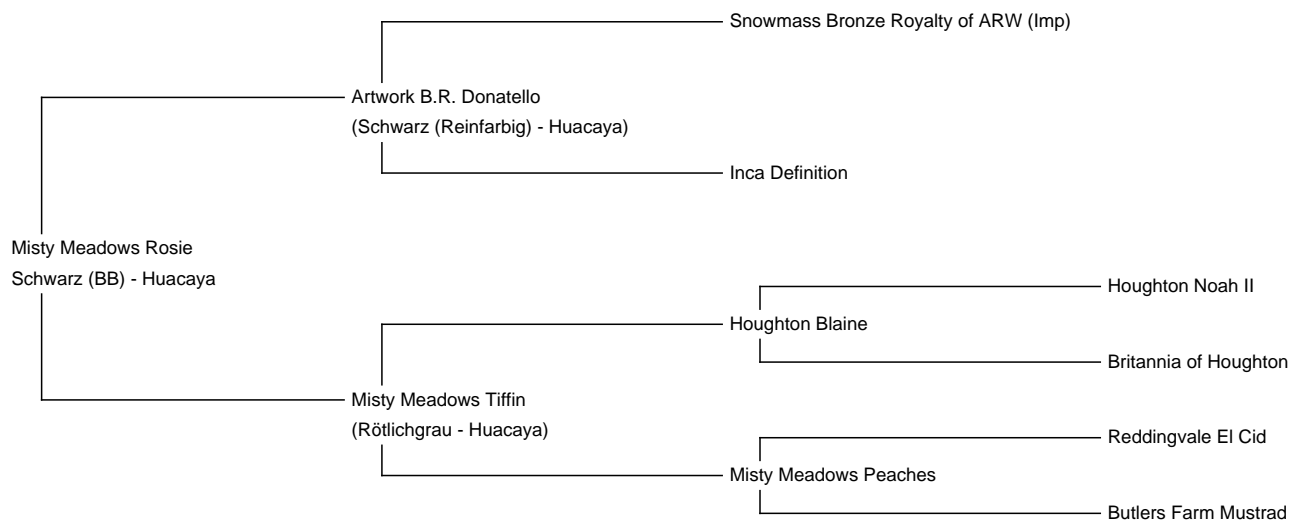 Snowmass Bronze Royalty of ARW (Imp)
Artwork B.R. Donatello
(Schwarz (Reinfarbig) - Huacaya)
Inca Definition
Misty Meadows Rosie
Schwarz (BB) - Huacaya
Houghton Noah II
Houghton Blaine
Britannia of Houghton
Misty Meadows Tiffin
(Rötlichgrau - Huacaya)
Reddingvale El Cid
Misty Meadows Peaches
Butlers Farm Mustrad